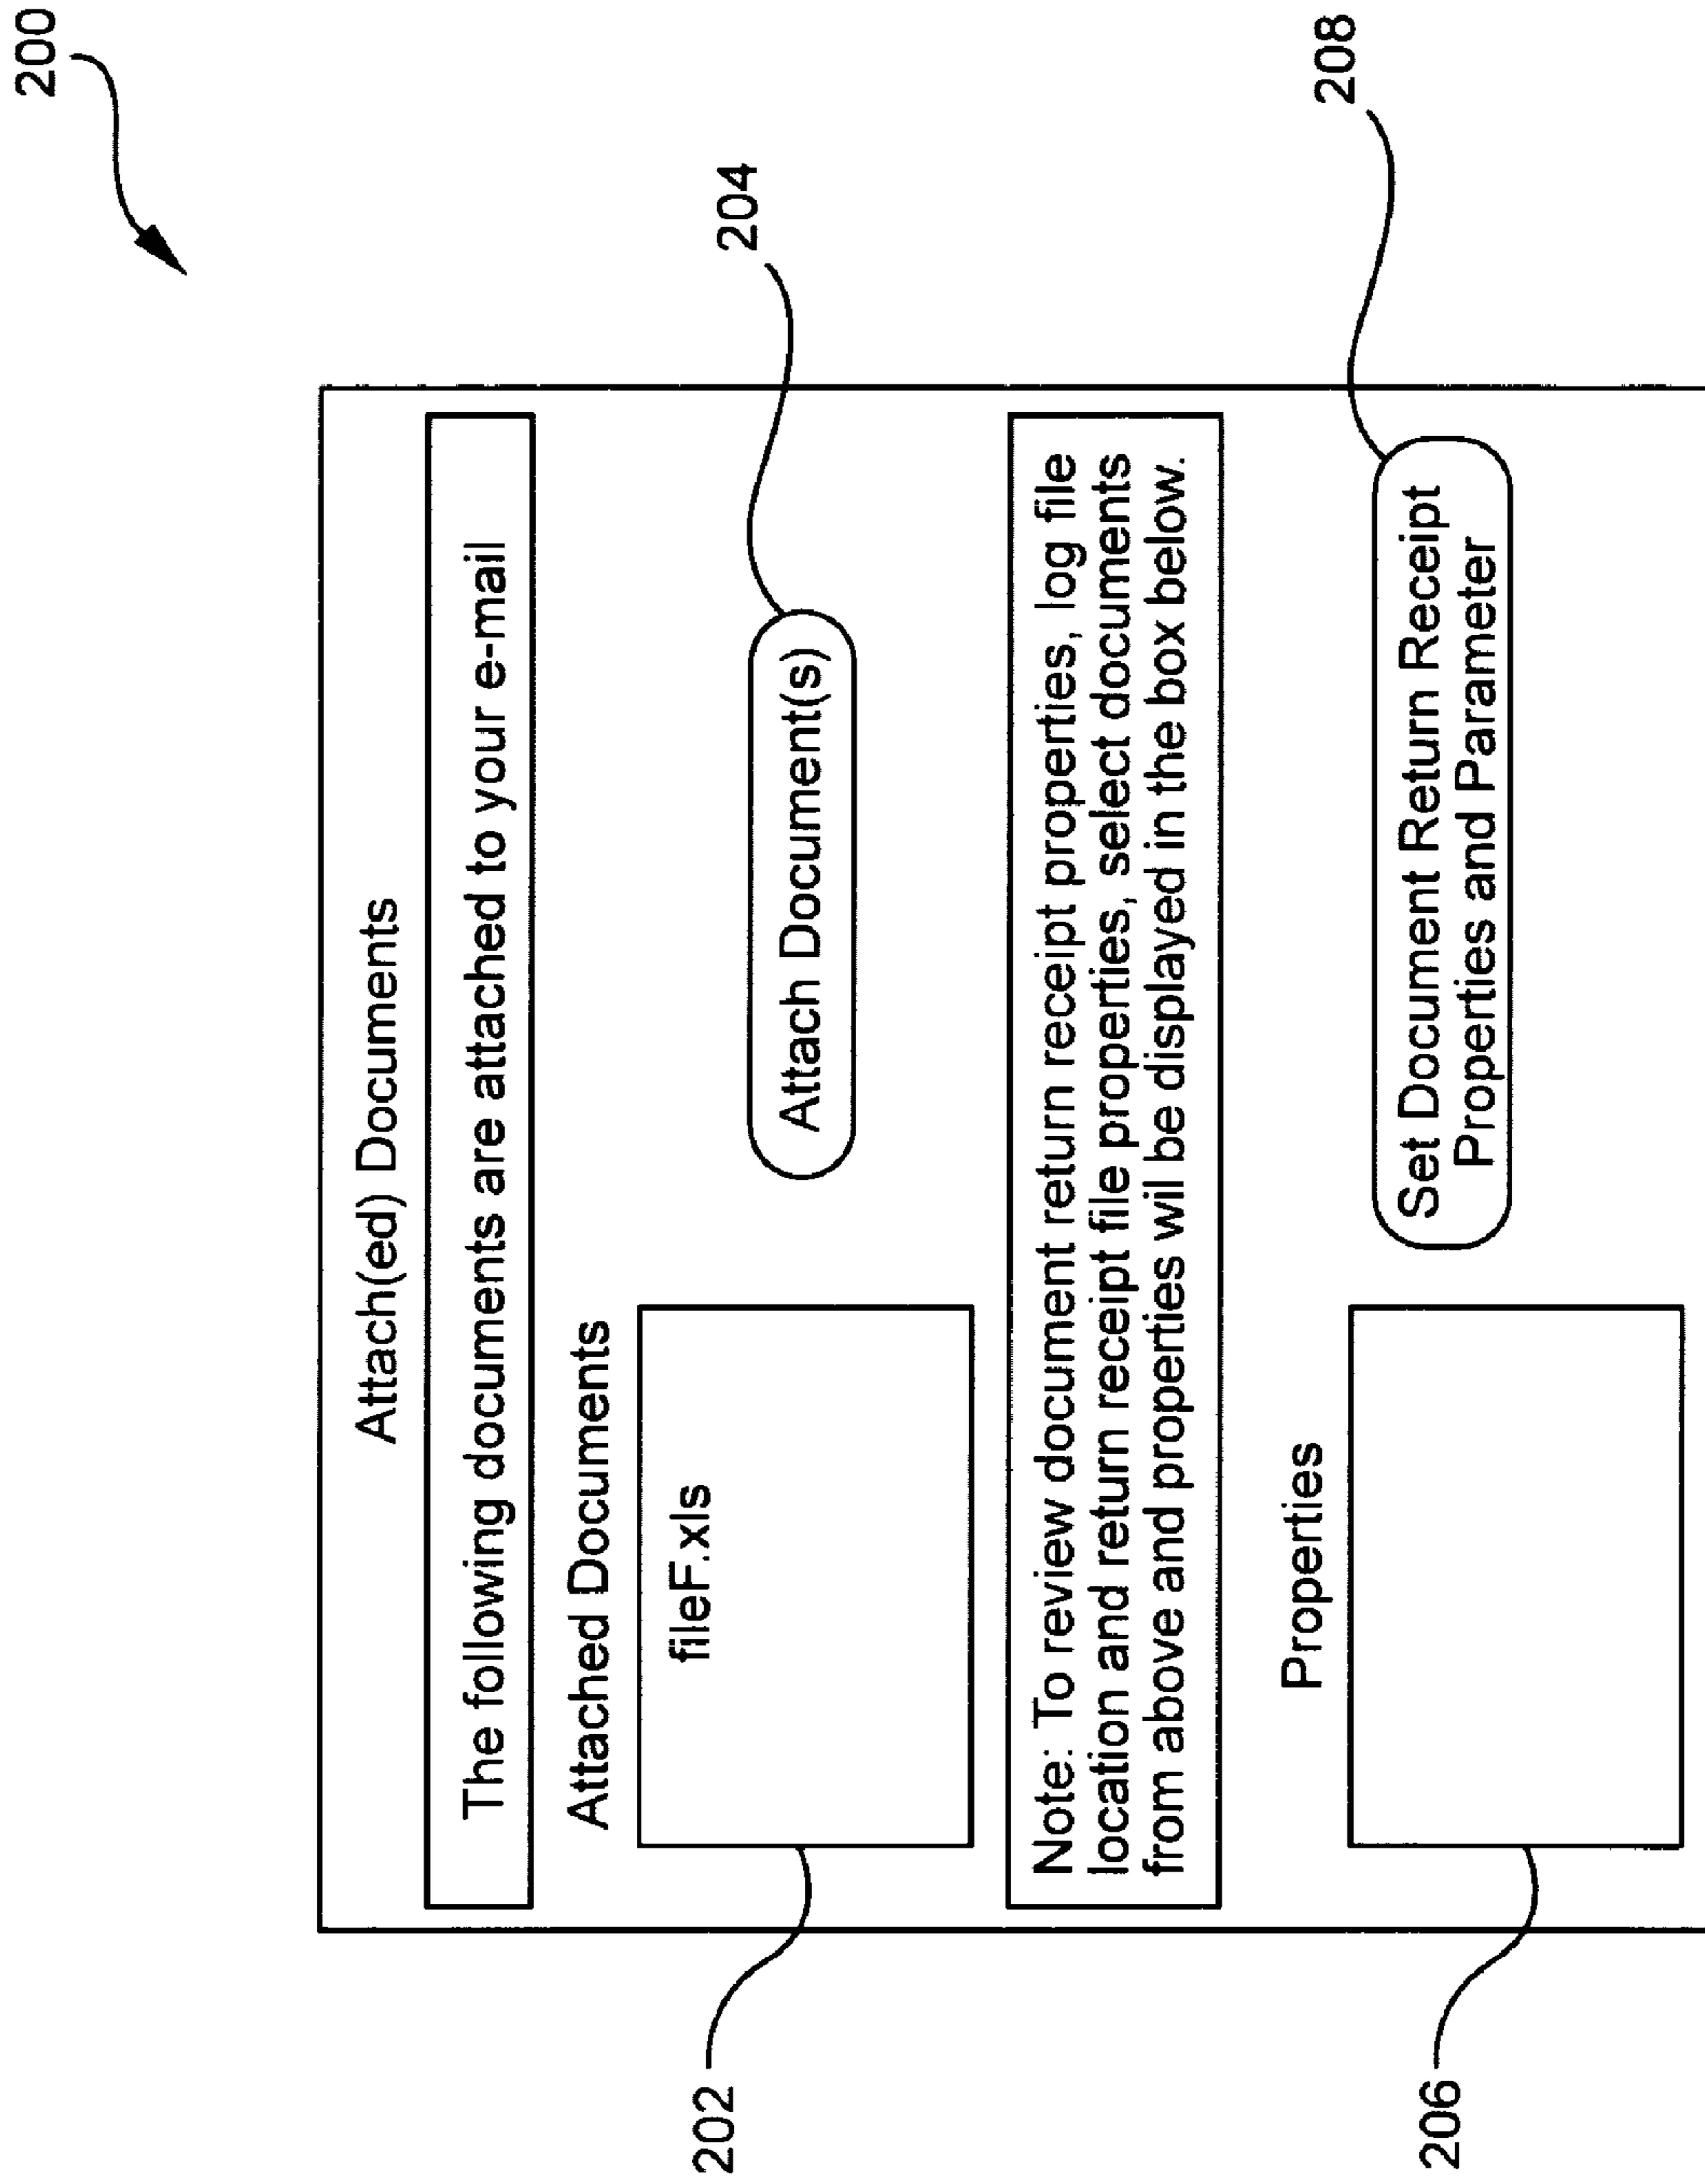 200
Attach(ed) Documents
The following documents are attached to your e-mail
Attached Documents
202
fileF.xls
204
Attach Document(s)
Note: To review document return receipt properties, log file
location and return receipt file properties, select documents
from above and properties wil be displayed in the box below.
Properties
206
208
Set Document Return Receipt
Properties and Parameter